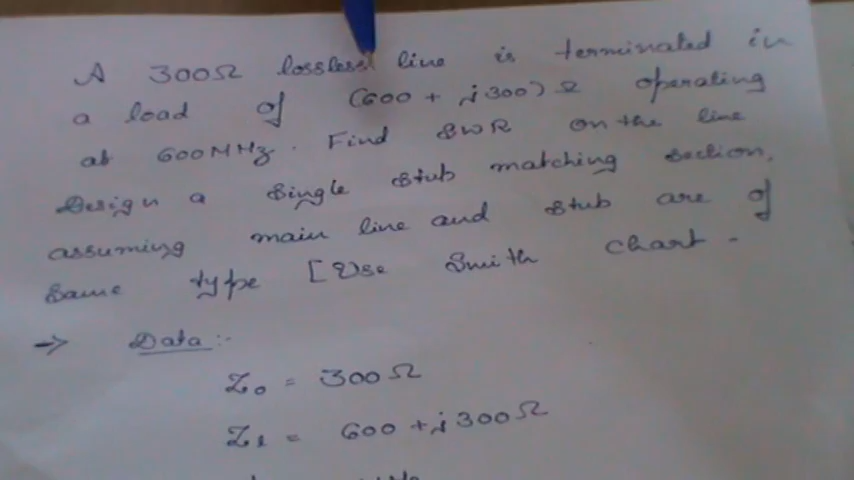 A 300Ω lossless line is terminated in
a load of (600 + j300) Ω operating
at 600MHz. Find SWR on the line
Design a single stub matching section,
assuming main line and stub are of
same type [Use Smith chart.
→ Data :-
Z₀ = 300Ω
Z₁ = 600 + j300Ω